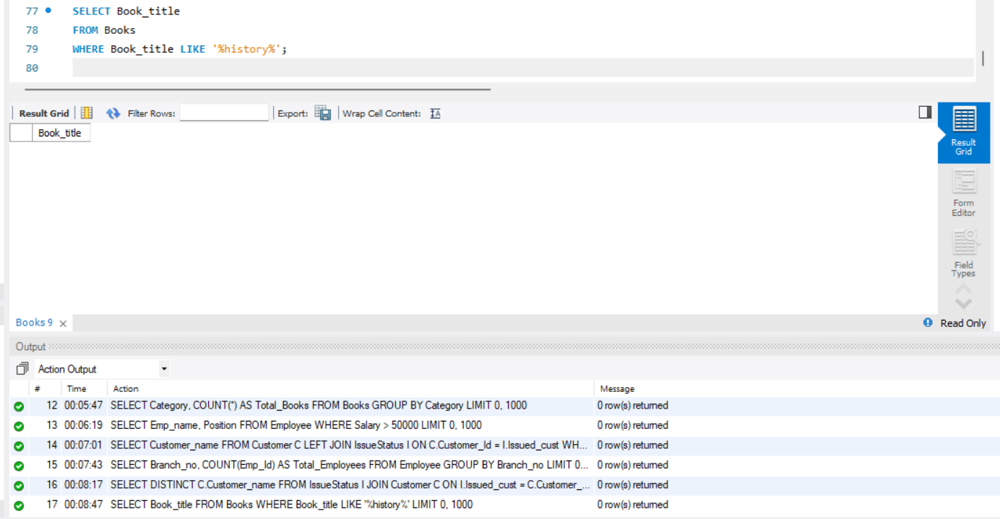 77 SELECT Book_title
78 FROM Books
79 WHERE Book_title LIKE '%history%';
80
Result Grid Filter Rows: Export: Wrap Cell Content:
Book_title
Result
Grid
Form
Editor
Field
Types
Books 9
Read Only
Output
Action Output
# Time Action Message
12 00:05:47 SELECT Category, COUNT(*) AS Total_Books FROM Books GROUP BY Category LIMIT 0, 1000 0 row(s) returned
13 00:06:19 SELECT Emp_name, Position FROM Employee WHERE Salary > 50000 LIMIT 0, 1000 0 row(s) returned
14 00:07:01 SELECT Customer_name FROM Customer C LEFT JOIN IssueStatus I ON C.Customer_Id = I.Issued_cust WH... 0 row(s) returned
15 00:07:43 SELECT Branch_no, COUNT(Emp_Id) AS Total_Employees FROM Employee GROUP BY Branch_no LIMIT 0... 0 row(s) returned
16 00:08:17 SELECT DISTINCT C.Customer_name FROM IssueStatus I JOIN Customer C ON I.Issued_cust = C.Customer_... 0 row(s) returned
17 00:08:47 SELECT Book_title FROM Books WHERE Book_title LIKE '%history%' LIMIT 0, 1000 0 row(s) returned